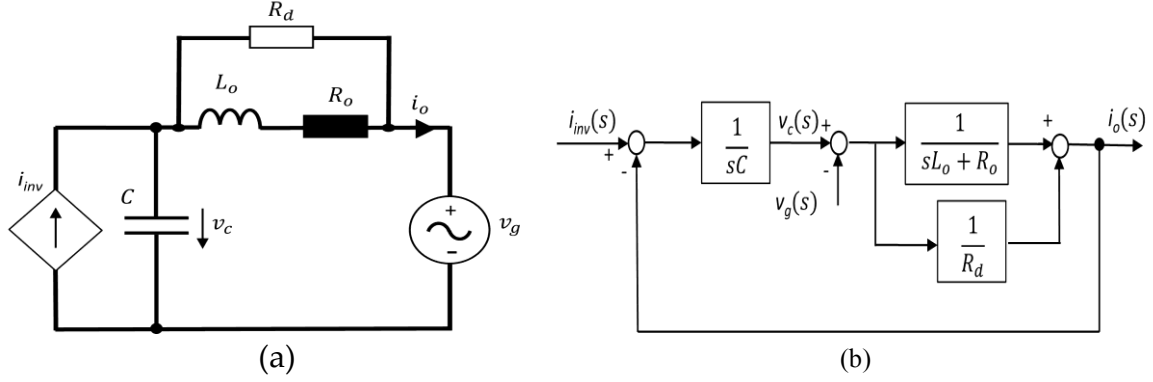 R_d
L_o
R_o
i_o
i_inv
C
v_c
+
-
v_g
(a)
i_inv(s)
+
-
1
sC
v_c(s)
+
-
v_g(s)
1
sL_o + R_o
1
R_d
+
+
i_o(s)
(b)